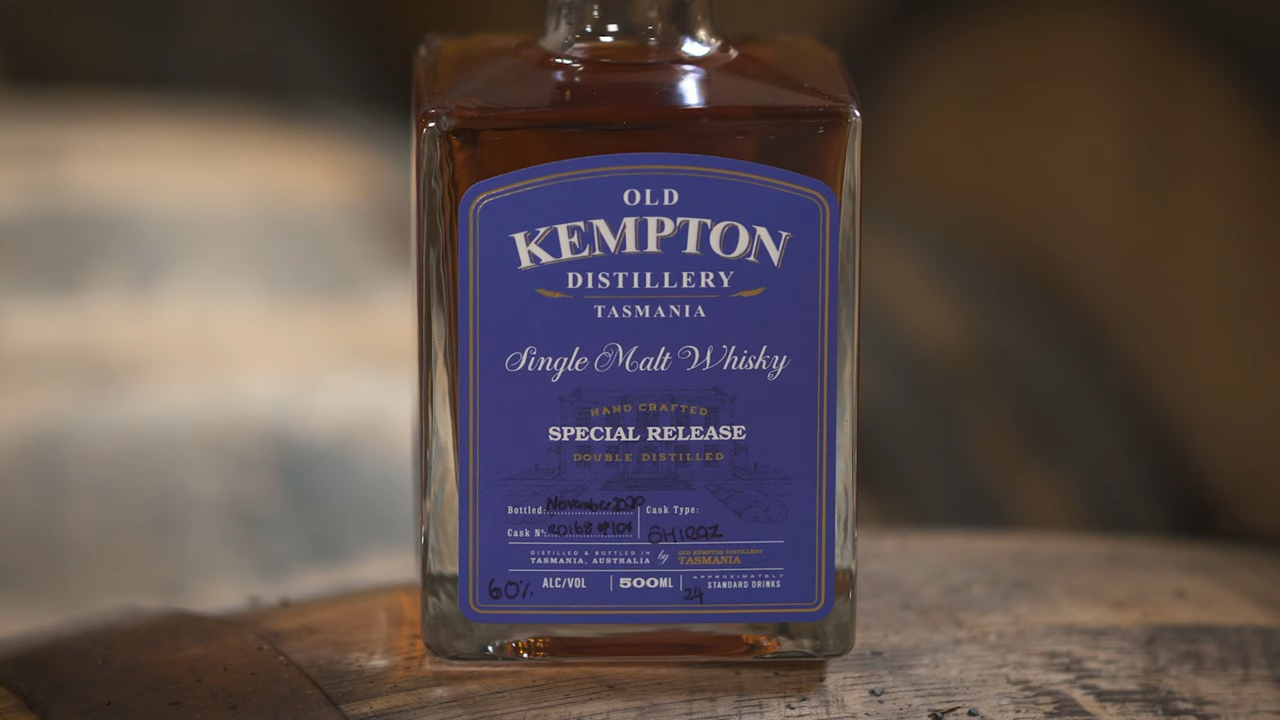 OLD
KEMPTON
DISTILLERY
TASMANIA
Single Malt Whisky
HAND CRAFTED
SPECIAL RELEASE
DOUBLE DISTILLED
Bottled: November 2020
Cask Type:
Cask Nº:
SHIRAZ
DISTILLED & BOTTLED IN
TASMANIA, AUSTRALIA
by
OLD KEMPTON DISTILLERY
TASMANIA
60% ALC/VOL
500ML
APPROXIMATELY
24 STANDARD DRINKS